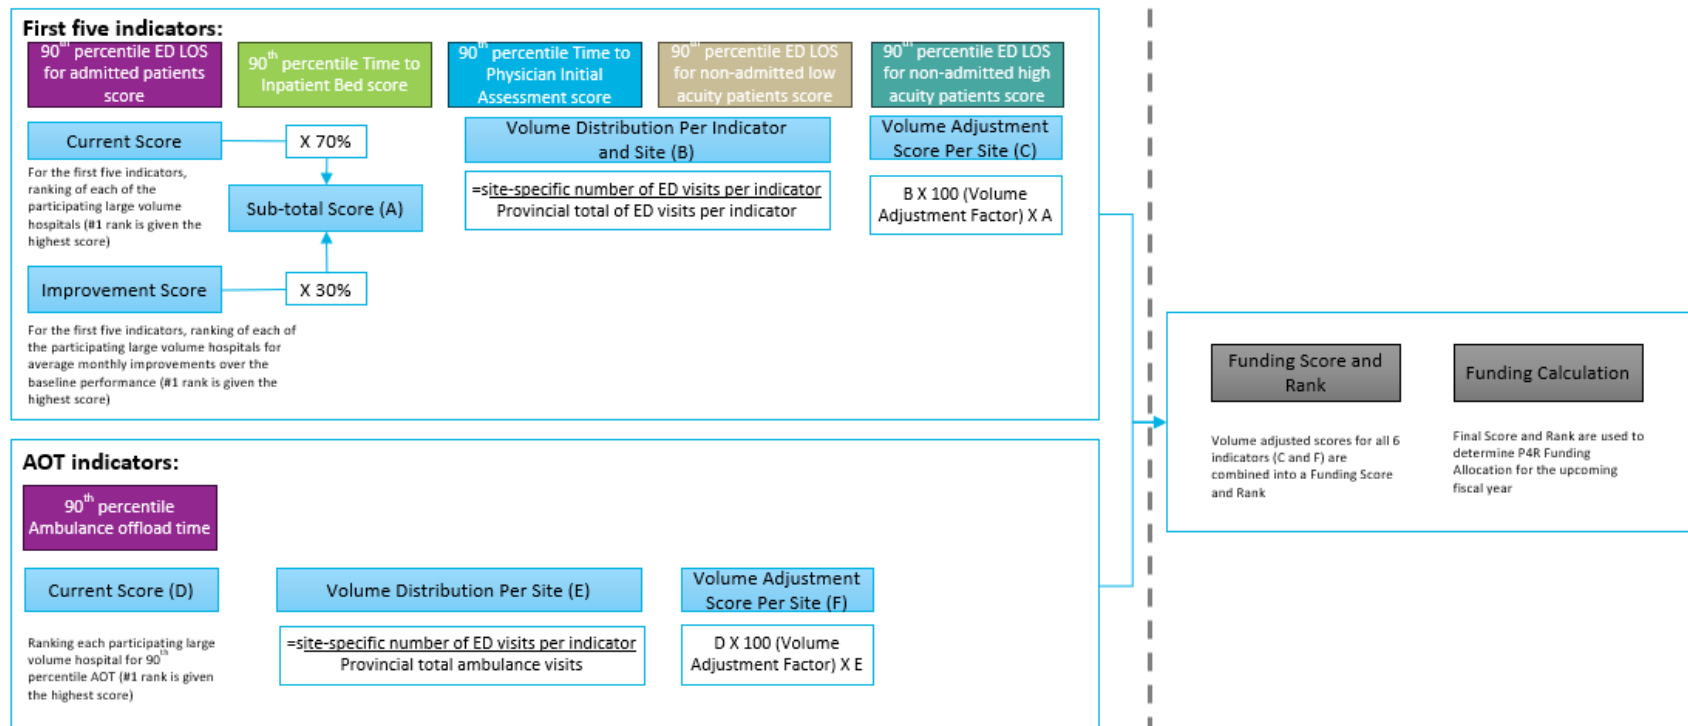 First five indicators:
90th percentile ED LOS
for admitted patients
score
90th percentile Time to
Inpatient Bed score
90th percentile Time to
Physician Initial
Assessment score
90th percentile ED LOS
for non-admitted low
acuity patients score
90th percentile ED LOS
for non-admitted high
acuity patients score
Current Score
X 70%
For the first five indicators,
ranking of each of the
participating large volume
hospitals (#1 rank is given the
highest score)
Sub-total Score (A)
Improvement Score
X 30%
For the first five indicators, ranking of each of
the participating large volume hospitals for
average monthly improvements over the
baseline performance (#1 rank is given the
highest score)
Volume Distribution Per Indicator
and Site (B)
=site-specific number of ED visits per indicator
Provincial total of ED visits per indicator
Volume Adjustment
Score Per Site (C)
B X 100 (Volume
Adjustment Factor) X A
AOT indicators:
90th percentile
Ambulance offload time
Current Score (D)
Ranking each participating large
volume hospital for 90th
percentile AOT (#1 rank is given
the highest score)
Volume Distribution Per Site (E)
=site-specific number of ED visits per indicator
Provincial total ambulance visits
Volume Adjustment
Score Per Site (F)
D X 100 (Volume
Adjustment Factor) X E
Funding Score and
Rank
Volume adjusted scores for all 6
indicators (C and F) are
combined into a Funding Score
and Rank
Funding Calculation
Final Score and Rank are used to
determine P4R Funding
Allocation for the upcoming
fiscal year